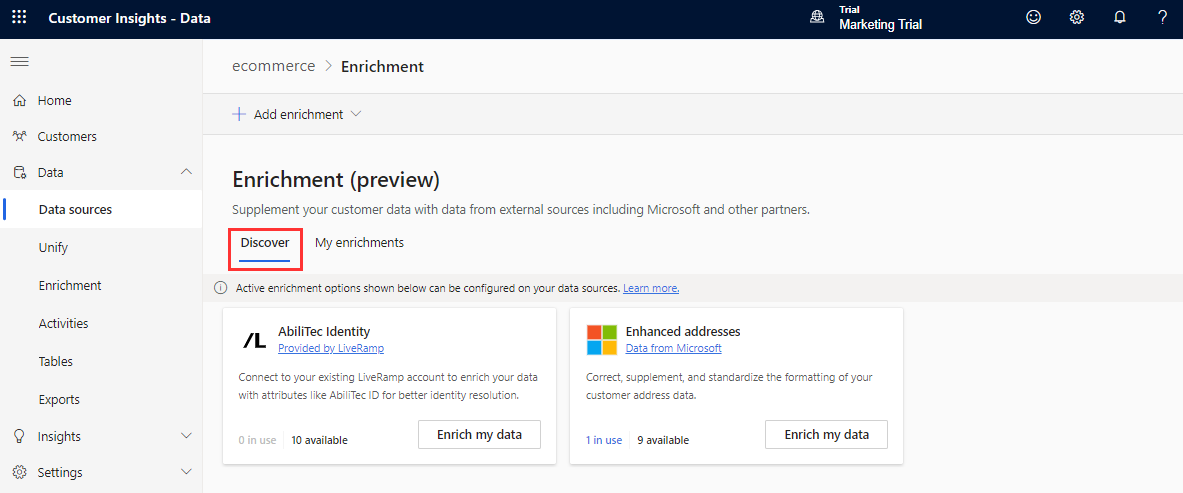 Customer Insights - Data
Trial
Marketing Trial
ecommerce > Enrichment
Home
Customers
Data
Data sources
Unify
Enrichment
Activities
Tables
Exports
Insights
Settings
+ Add enrichment
Enrichment (preview)
Supplement your customer data with data from external sources including Microsoft and other partners.
Discover My enrichments
Active enrichment options shown below can be configured on your data sources. Learn more.
/L
AbiliTec Identity
Provided by LiveRamp
Connect to your existing LiveRamp account to enrich your data
with attributes like AbiliTec ID for better identity resolution.
0 in use 10 available Enrich my data
Enhanced addresses
Data from Microsoft
Correct, supplement, and standardize the formatting of your
customer address data.
1 in use 9 available Enrich my data